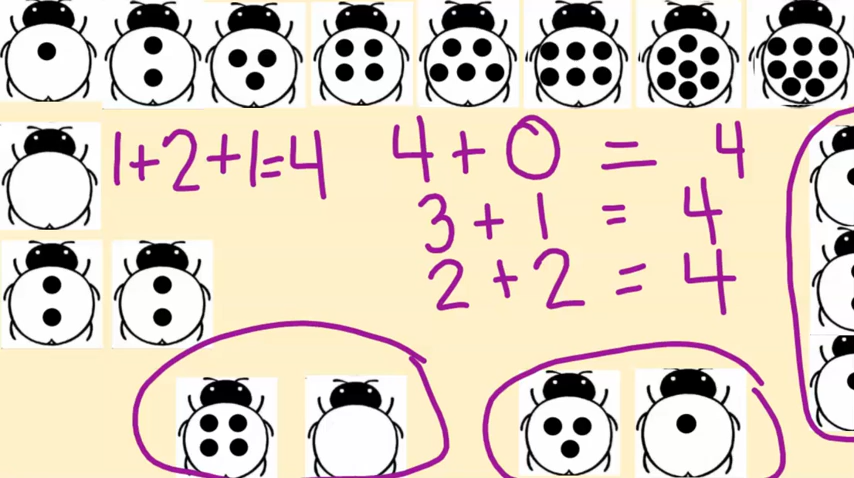 1+2+1=4
4+0 = 4
3+1 = 4
2+2 = 4